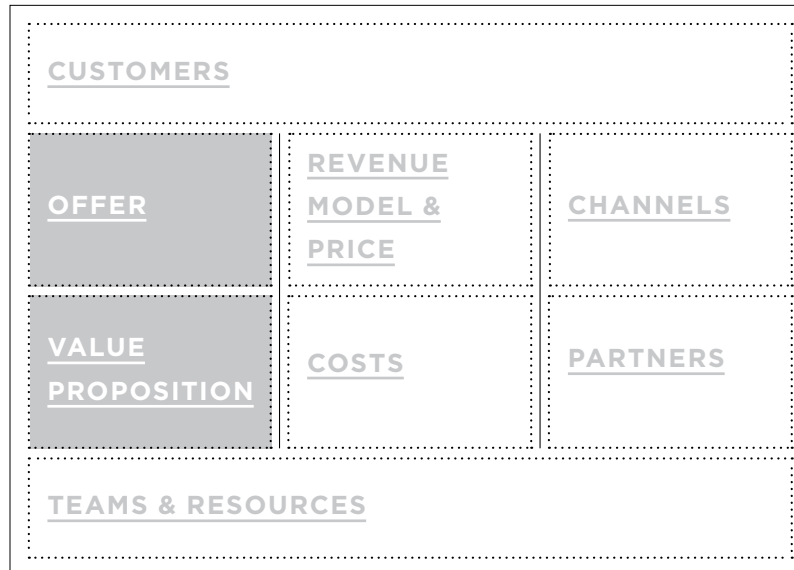 CUSTOMERS
OFFER
REVENUE
MODEL &
PRICE
CHANNELS
VALUE
PROPOSITION
COSTS
PARTNERS
TEAMS & RESOURCES